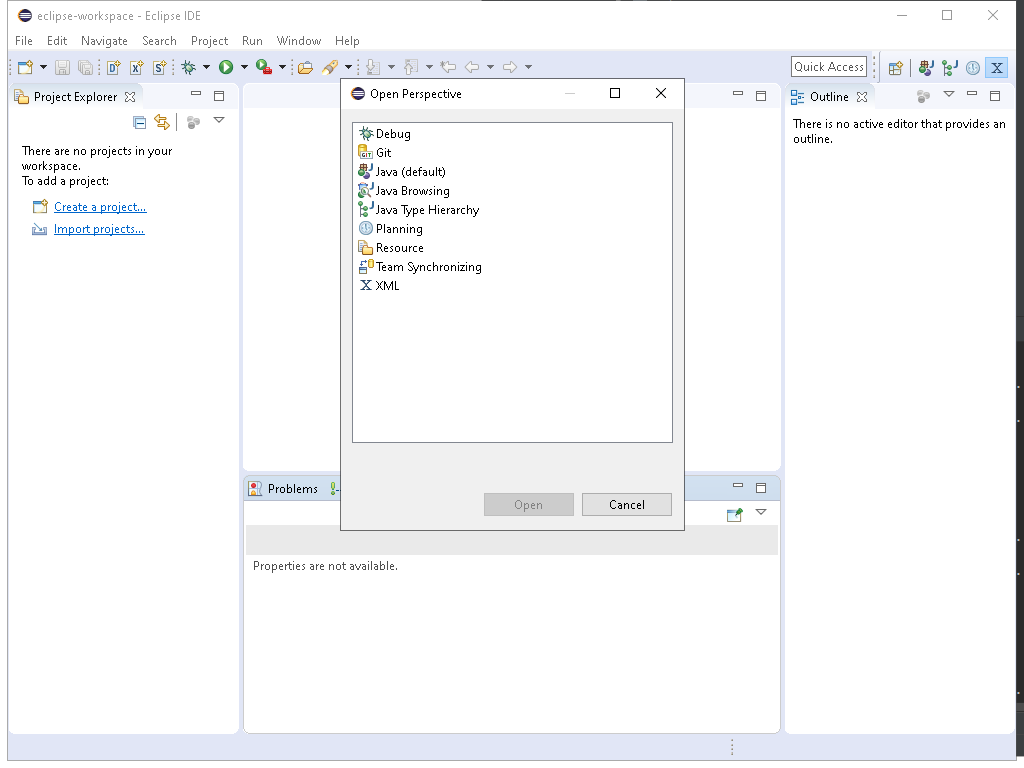 eclipse-workspace - Eclipse IDE
File Edit Navigate Search Project Run Window Help
Quick Access
Project Explorer
There are no projects in your
workspace.
To add a project:
Create a project...
Import projects...
Open Perspective
Debug
Git
Java (default)
Java Browsing
Java Type Hierarchy
Planning
Resource
Team Synchronizing
XML
Open Cancel
Outline
There is no active editor that provides an
outline.
Problems
Properties are not available.